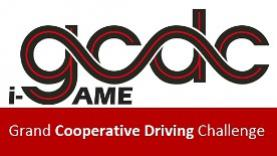 gcdc
i-GAME
Grand Cooperative Driving Challenge